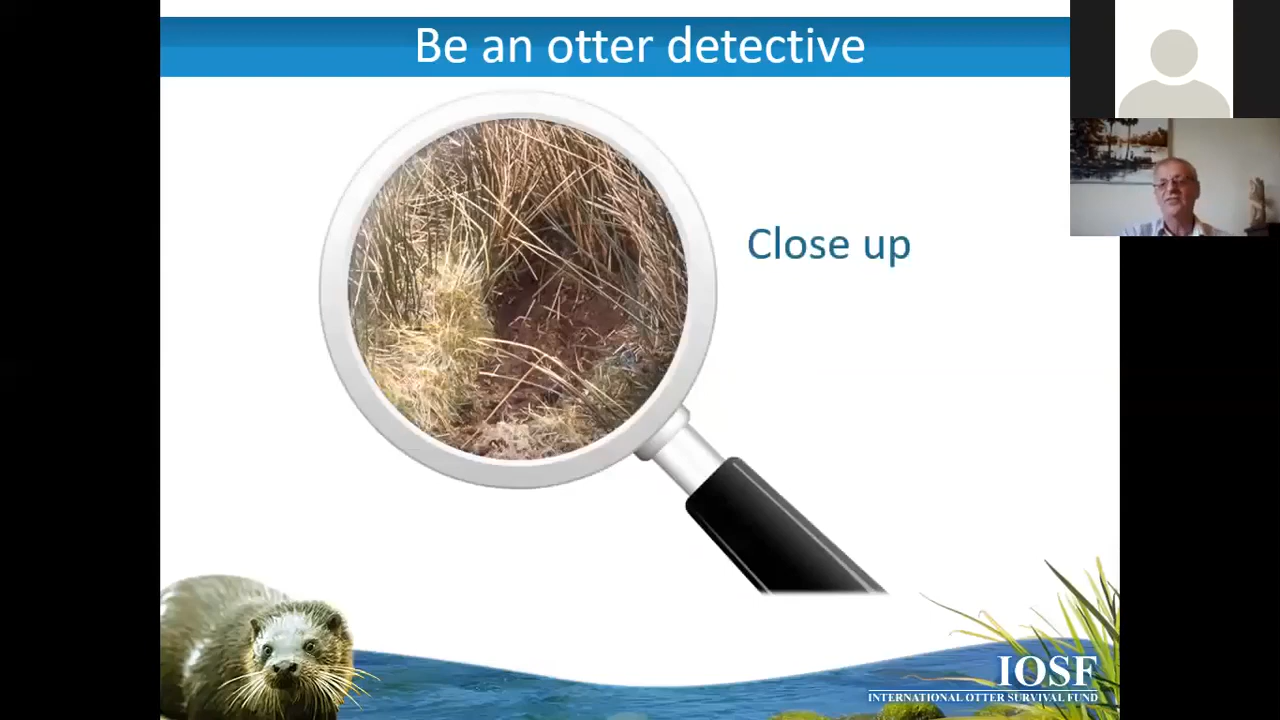 Be an otter detective
Close up
IOSF
INTERNATIONAL OTTER SURVIVAL FUND